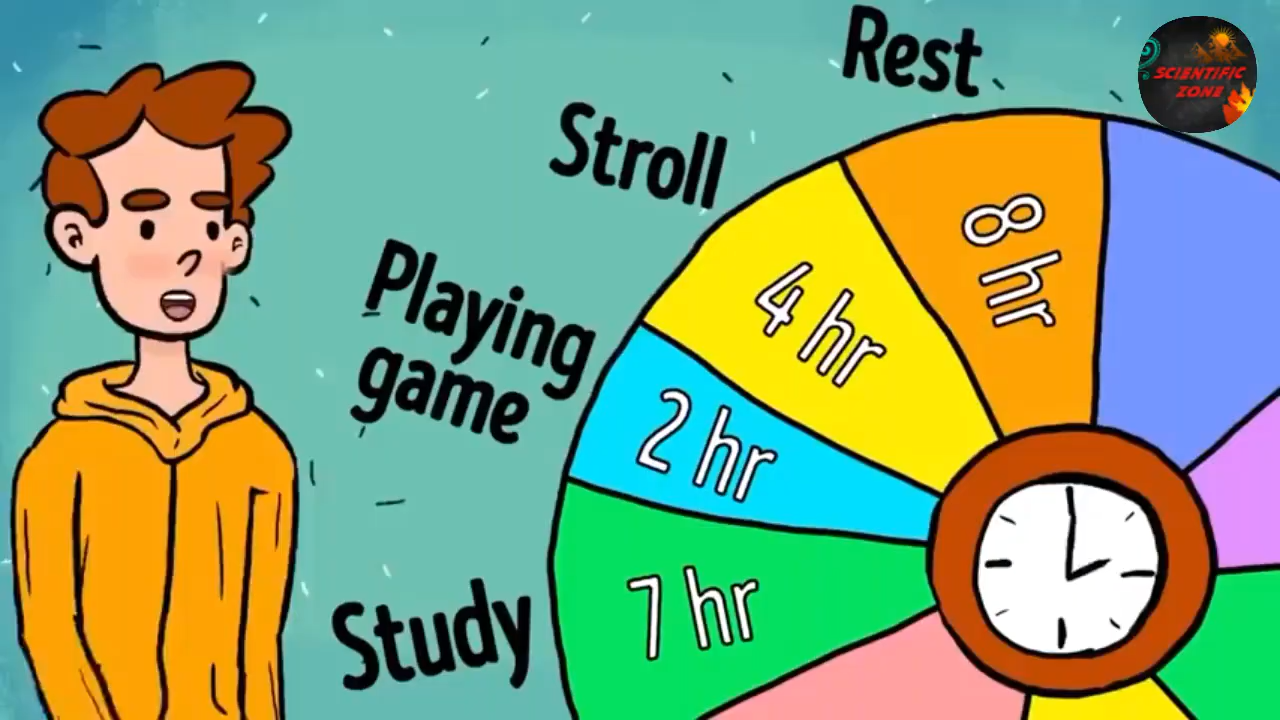 Rest
SCIENTIFIC
ZONE
Stroll
8 hr
Playing
game
4 hr
2 hr
Study
7 hr